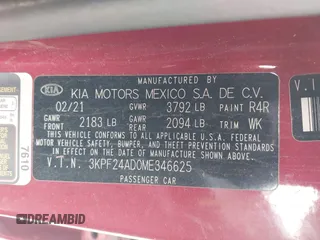 MANUFACTURED BY
KIA KIA MOTORS MEXICO S.A. DE C.V.
02/21 GVWR 3792 LB PAINT R4R
GAWR FRONT 2183 LB GAWR REAR 2094 LB TRIM WK
THIS VEHICLE CONFORMS TO ALL APPLICABLE FEDERAL
MOTOR VEHICLE SAFETY, BUMPER, AND THEFT
PREVENTION STANDARDS IN EFFECT ON THE DATE OF
MANUFACTURE SHOWN ABOVE.
V.I.N. 3KPF24AD0ME346625
PASSENGER CAR
7610
V.I